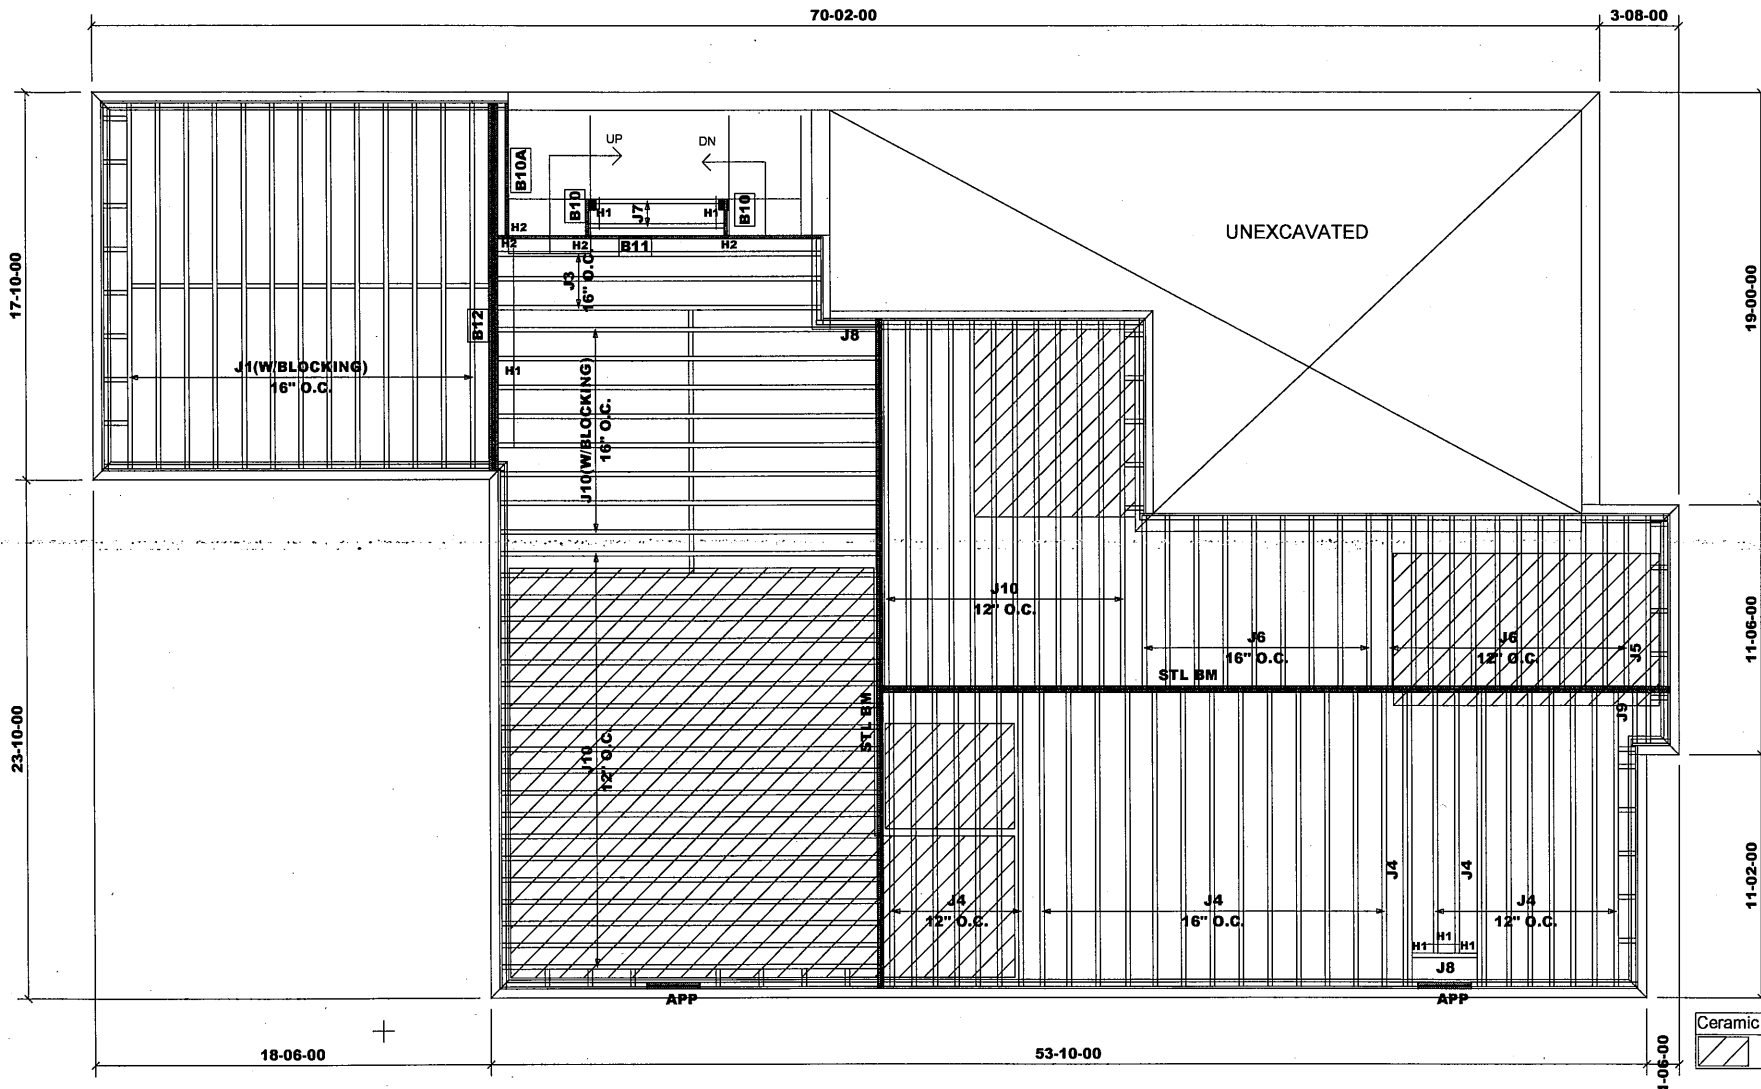 70-02-00
3-08-00
17-10-00
23-10-00
19-00-00
11-06-00
11-02-00
18-06-00
53-10-00
UP
DN
B10A
B10
H1
J7
H1
B10
H2
H2
H2
B11
H2
J3
16" O.C.
UNEXCAVATED
B12
J8
J1(W/BLOCKING)
16" O.C.
H1
J10(W/BLOCKING)
16" O.C.
J10
12" O.C.
J6
16" O.C.
J6
12" O.C.
J5
STL BM
STL BM
J9
J10
12" O.C.
J4
12" O.C.
J4
16" O.C.
J4
J4
J4
12" O.C.
H1
H1
H1
J8
APP
APP
Ceramic